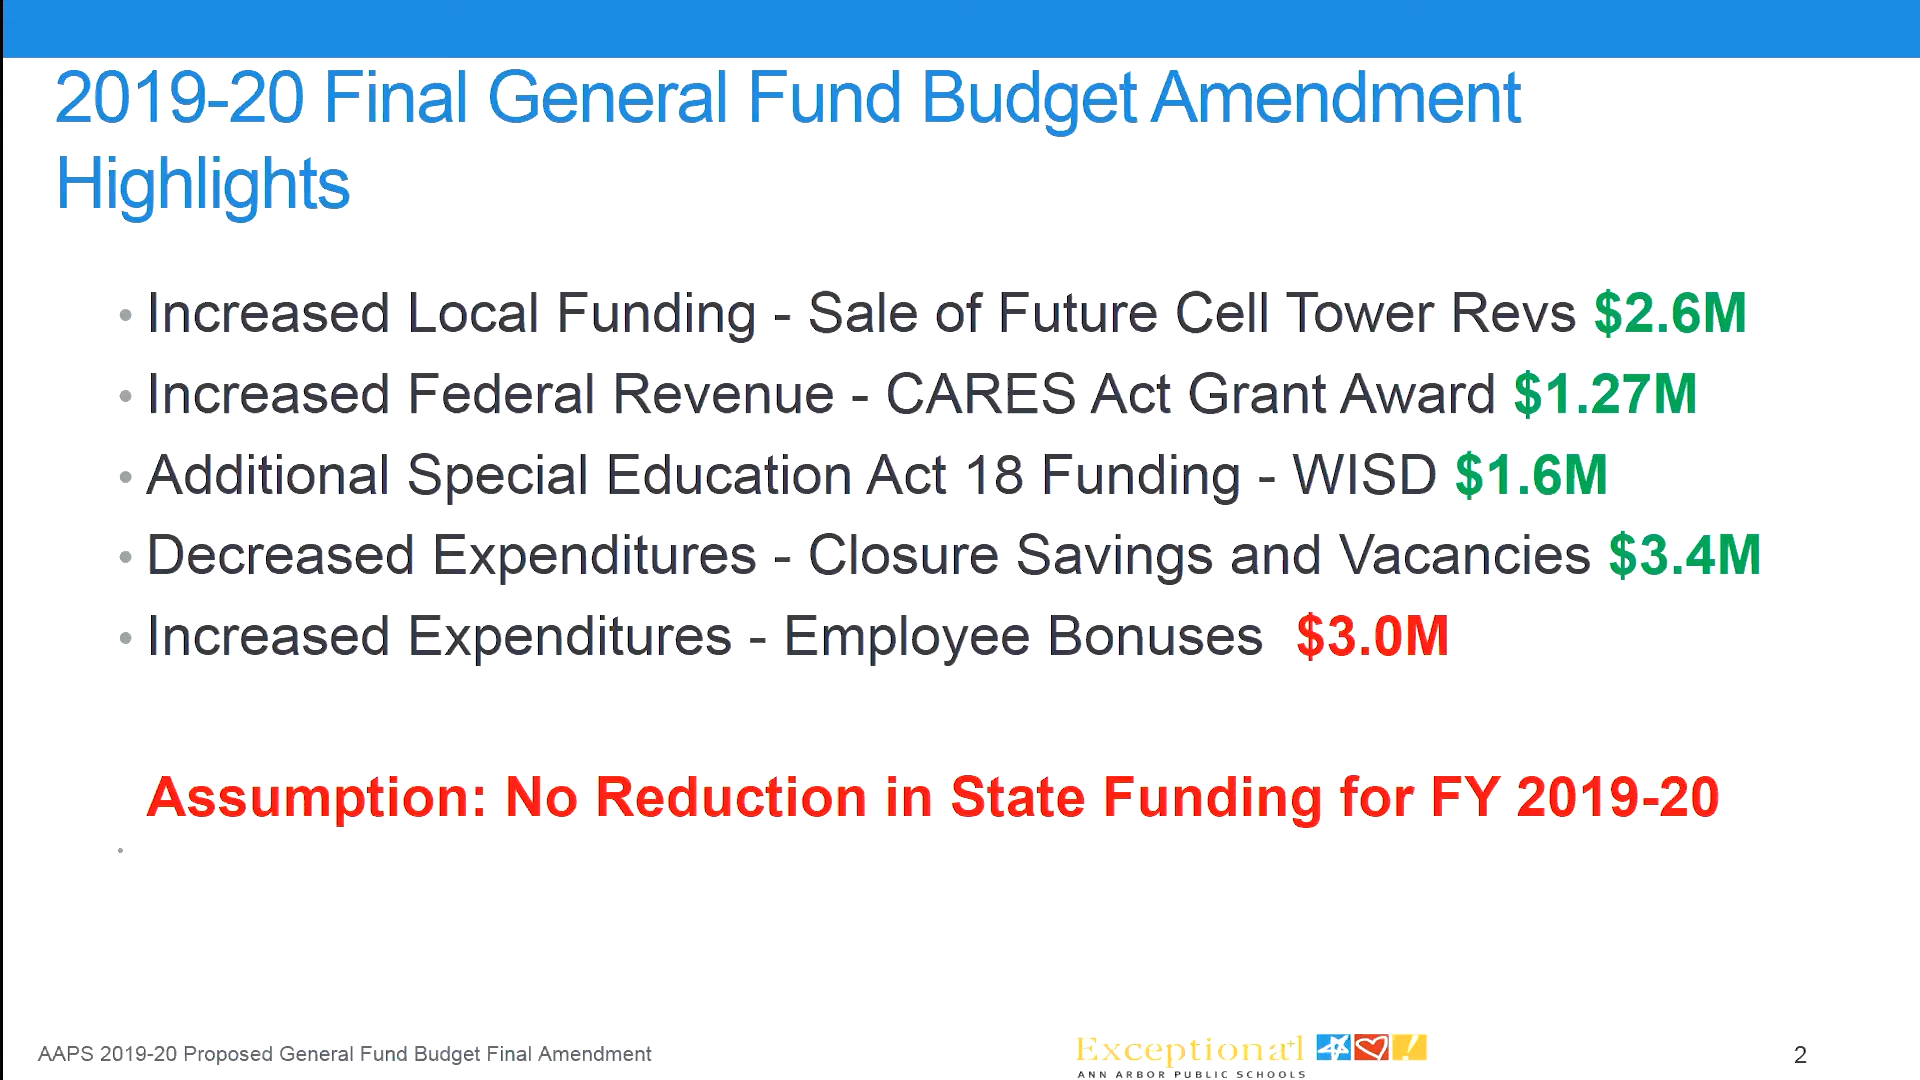 2019-20 Final General Fund Budget Amendment
Highlights
• Increased Local Funding - Sale of Future Cell Tower Revs $2.6M
• Increased Federal Revenue - CARES Act Grant Award $1.27M
• Additional Special Education Act 18 Funding - WISD $1.6M
• Decreased Expenditures - Closure Savings and Vacancies $3.4M
• Increased Expenditures - Employee Bonuses $3.0M
Assumption: No Reduction in State Funding for FY 2019-20
•
AAPS 2019-20 Proposed General Fund Budget Final Amendment
Exceptional
ANN ARBOR PUBLIC SCHOOLS
2